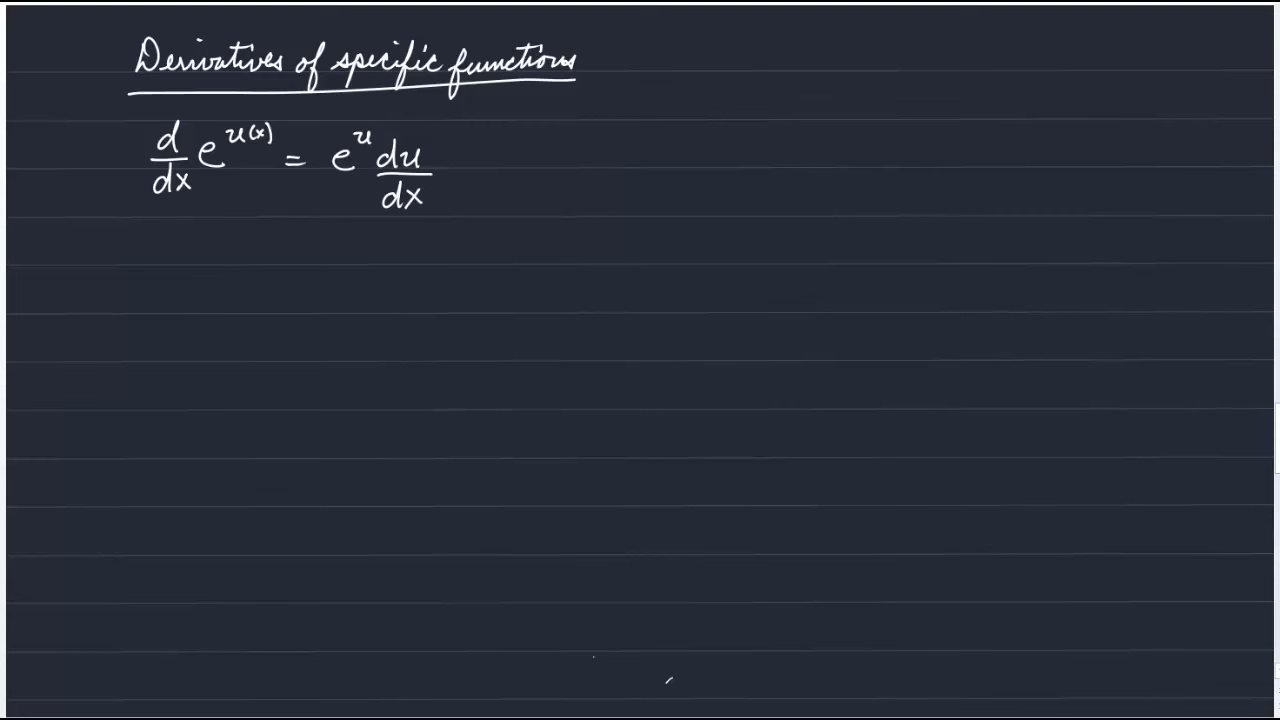 Derivatives of specific functions
d/dx e^u(x) = e^u du/dx